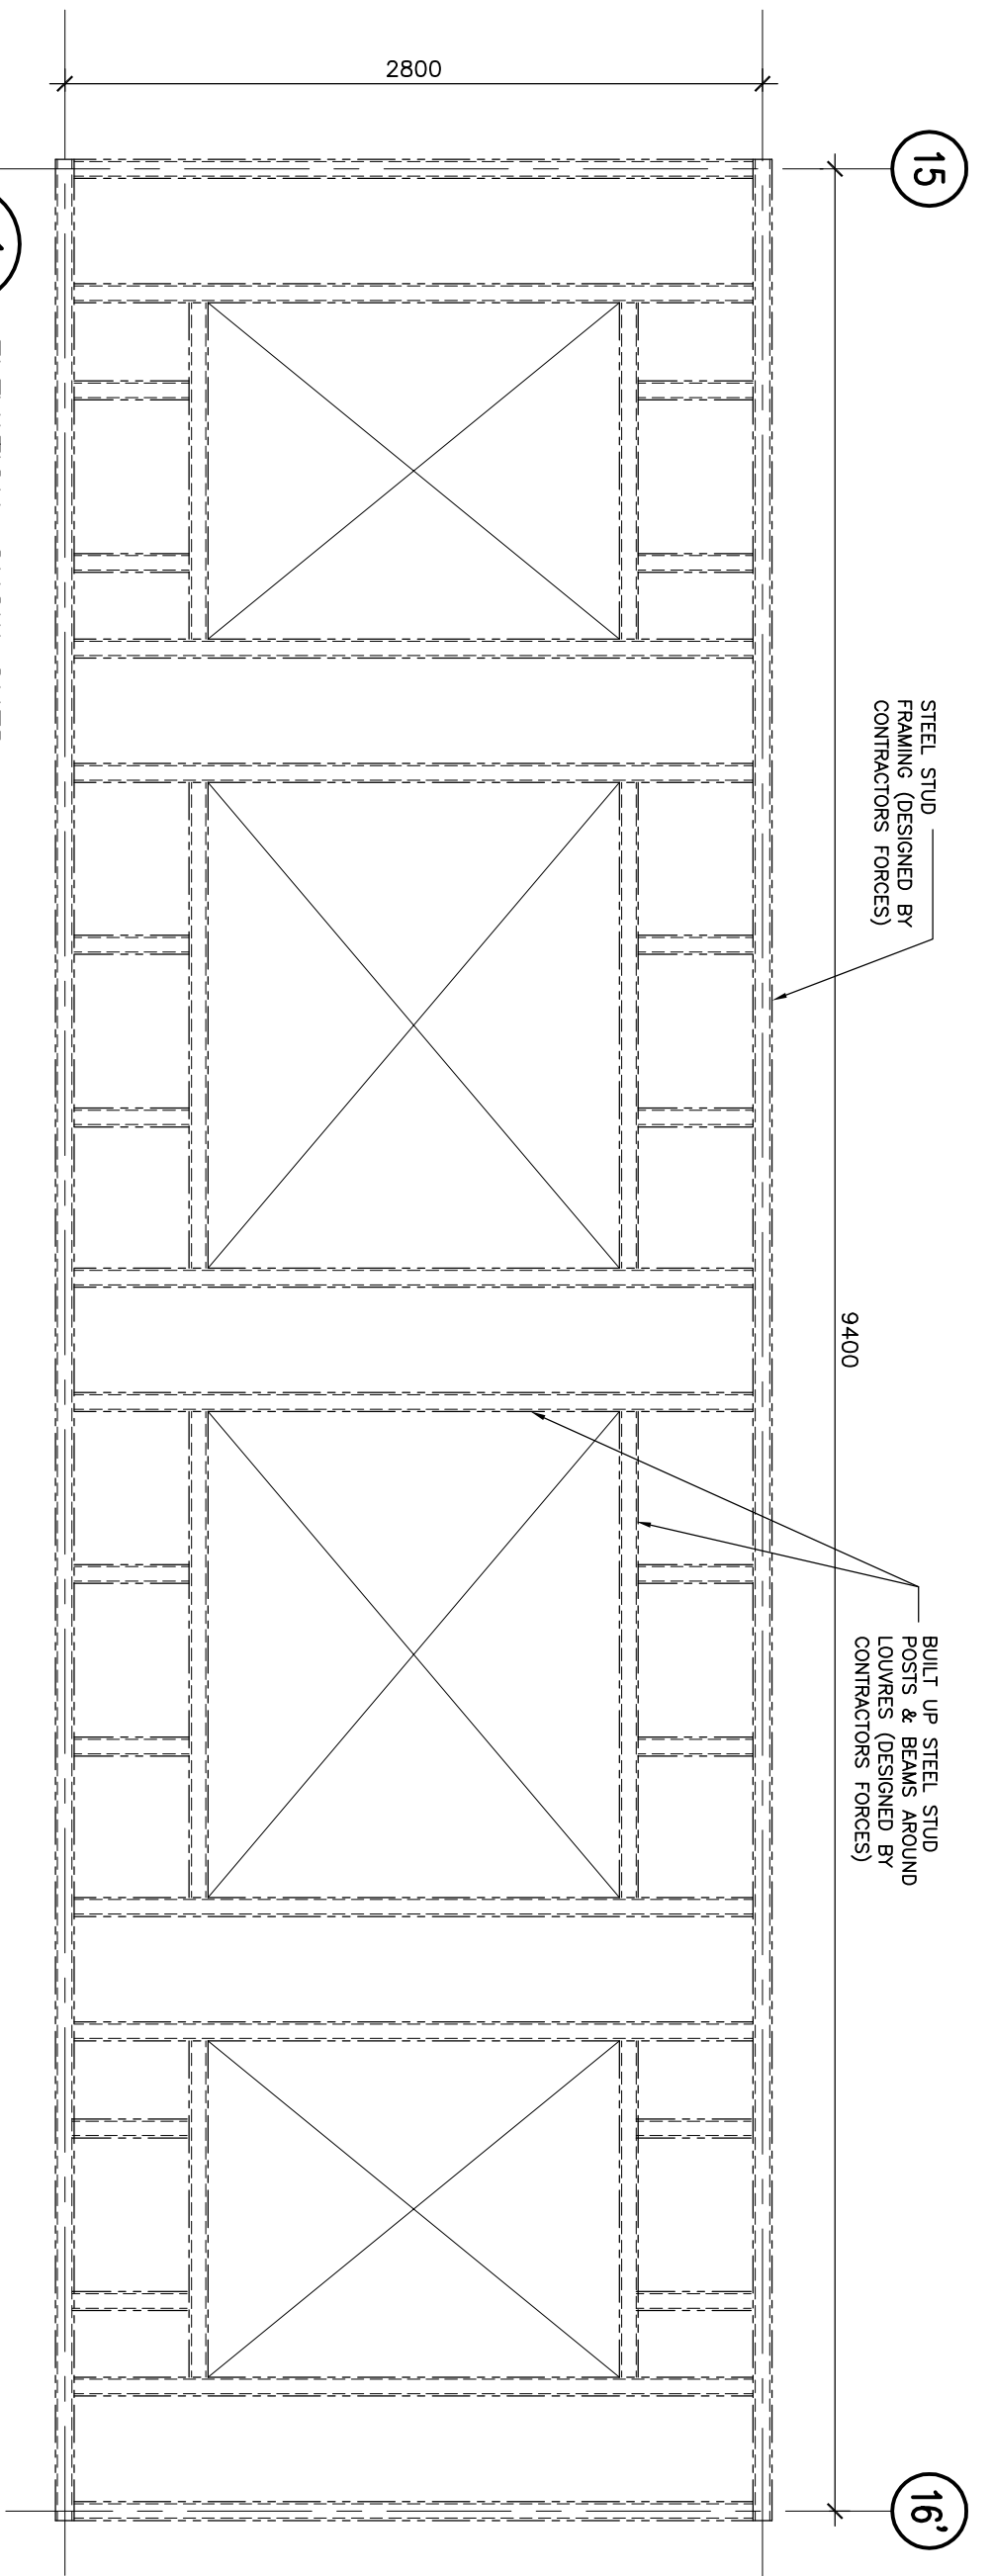 15
16'
9400
2800
STEEL STUD
FRAMING (DESIGNED BY
CONTRACTORS FORCES)
BUILT UP STEEL STUD
POSTS & BEAMS AROUND
LOUVRES (DESIGNED BY
CONTRACTORS FORCES)